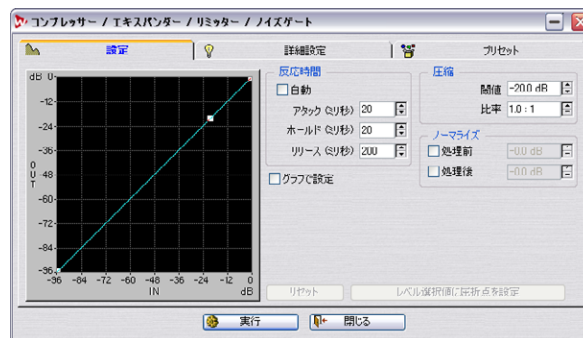 コンプレッサー / エキスパンダー / リミッター / ノイズゲート
設定
詳細設定
プリセット
dB 0
-12
-24
-36
-48
-60
-72
-84
-96
OUT
-96 -84 -72 -60 -48 -36 -24 -12 0
IN
dB
反応時間
自動
アタック (ミリ秒) 20
ホールド (ミリ秒) 20
リリース (ミリ秒) 200
グラフで設定
圧縮
閾値 -20.0 dB
比率 1.0 : 1
ノーマライズ
処理前 -0.0 dB
処理後 -0.0 dB
リセット
レベル選択値に屈折点を設定
実行
閉じる